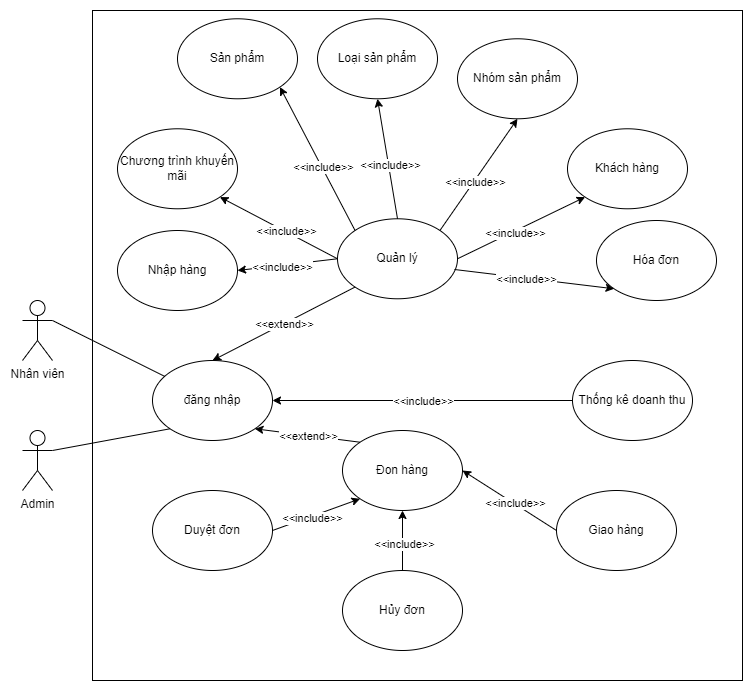 Sản phẩm
Loại sản phẩm
Nhóm sản phẩm
Chương trình khuyến
mãi
<<include>>
<<include>>
<<include>>
Khách hàng
<<include>>
<<include>>
Nhập hàng
<<include>>
Quản lý
<<include>>
Hóa đơn
<<extend>>
Nhân viên
đăng nhập
<<include>>
Thống kê doanh thu
<<extend>>
Đon hàng
Admin
Duyệt đơn
<<include>>
<<include>>
Giao hàng
<<include>>
Hủy đơn